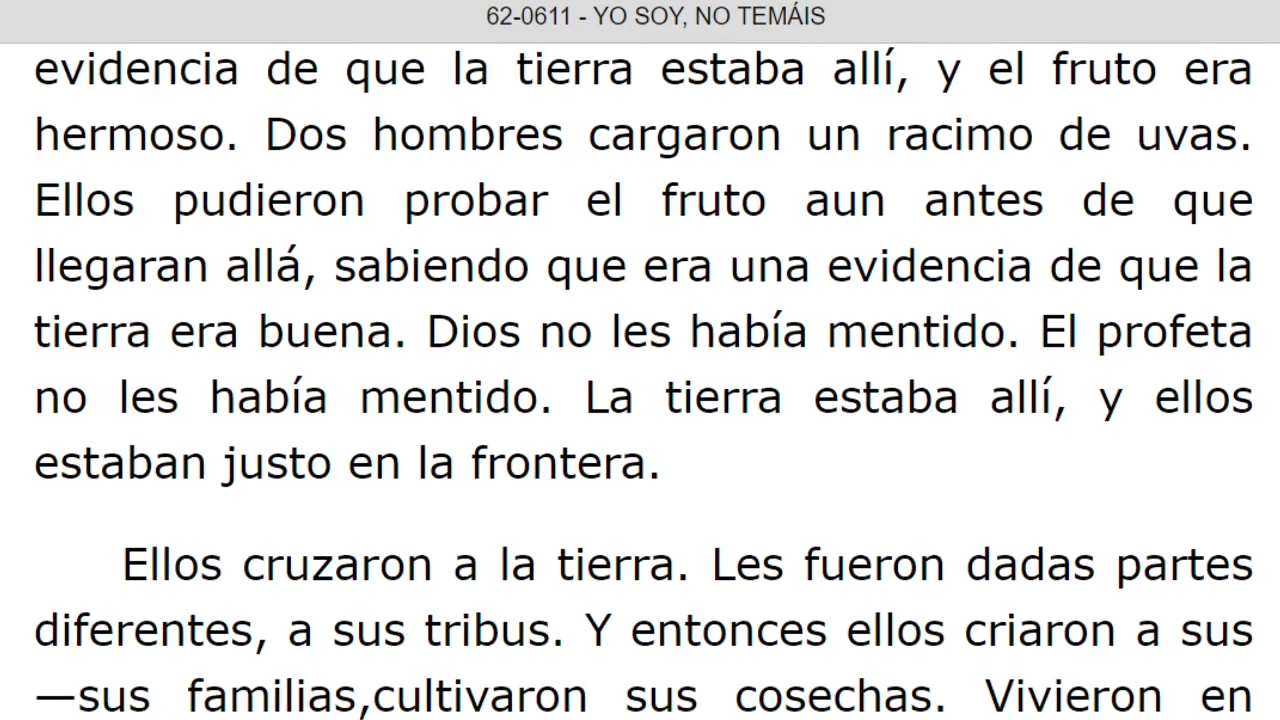 62-0611 - YO SOY, NO TEMÁIS
evidencia de que la tierra estaba allí, y el fruto era
hermoso. Dos hombres cargaron un racimo de uvas.
Ellos pudieron probar el fruto aun antes de que
llegaran allá, sabiendo que era una evidencia de que la
tierra era buena. Dios no les había mentido. El profeta
no les había mentido. La tierra estaba allí, y ellos
estaban justo en la frontera.
Ellos cruzaron a la tierra. Les fueron dadas partes
diferentes, a sus tribus. Y entonces ellos criaron a sus
—sus familias,cultivaron sus cosechas. Vivieron en